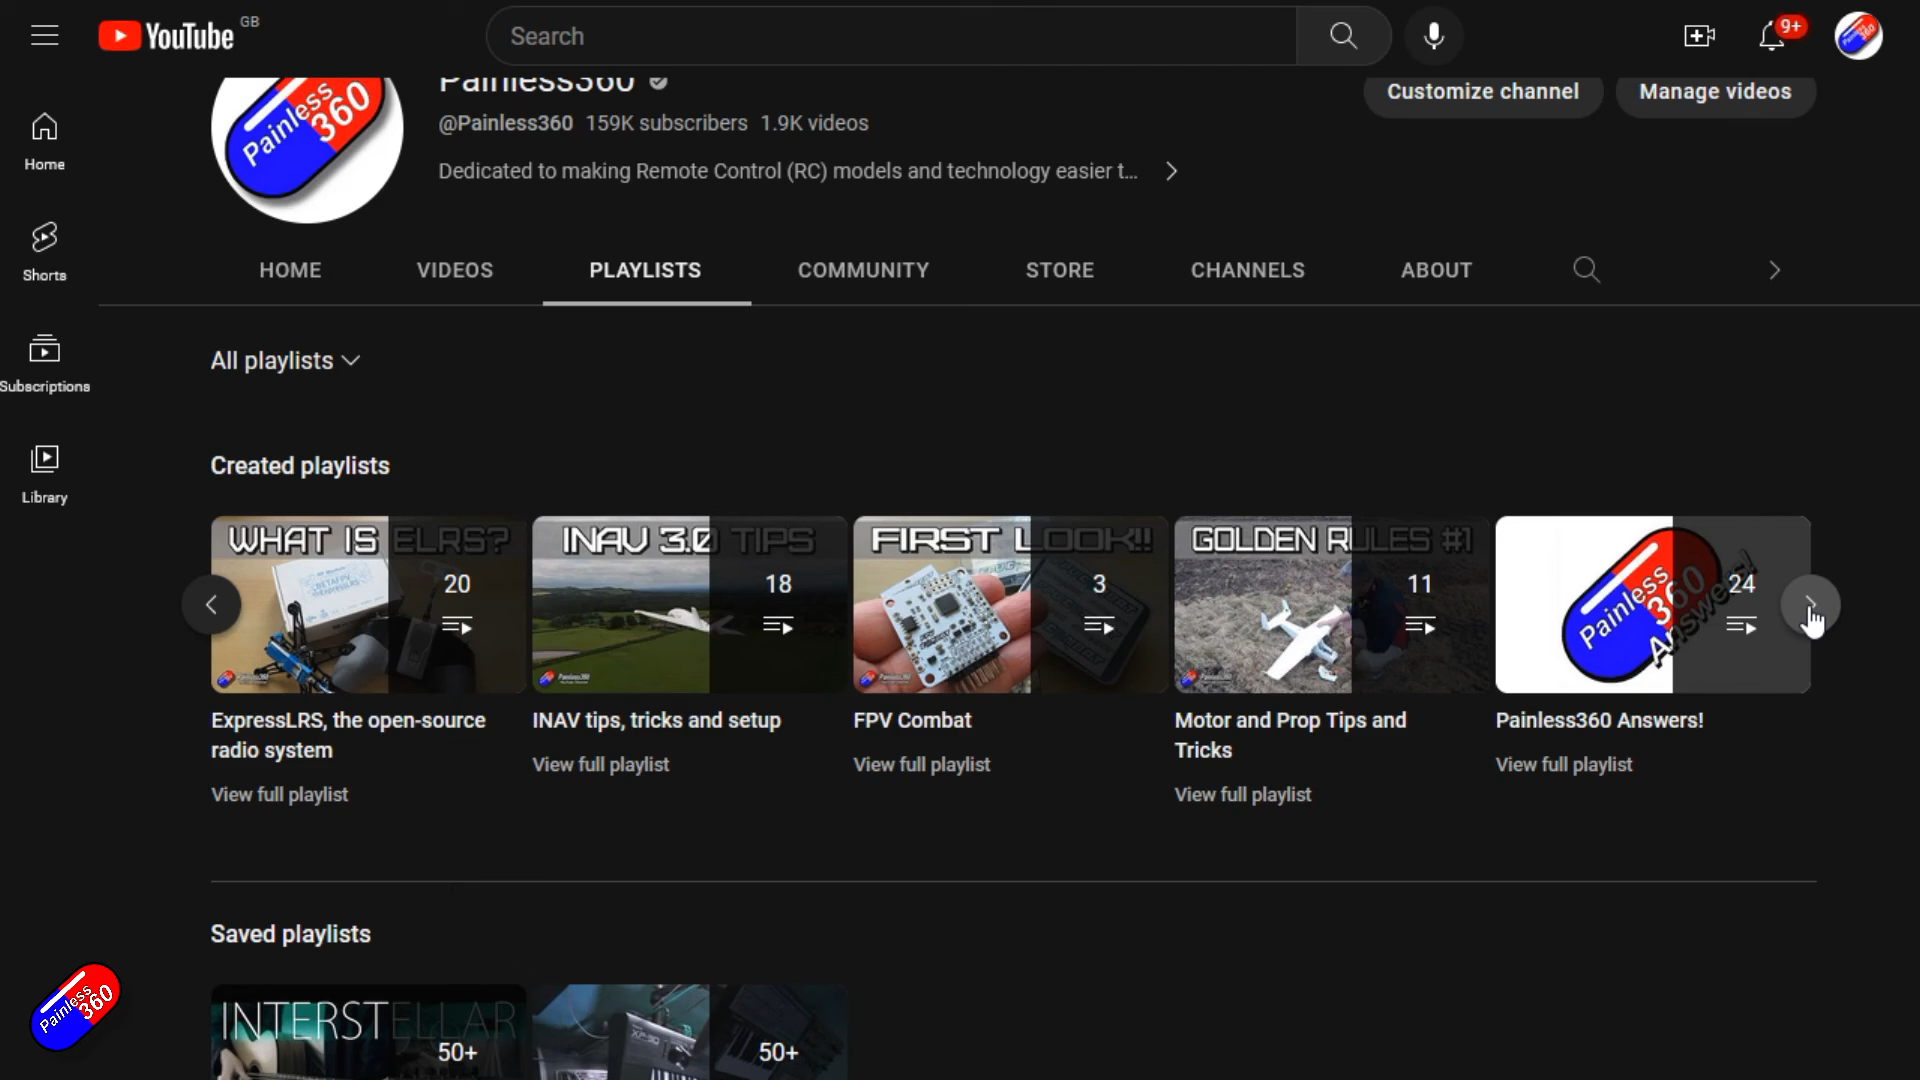 YouTube GB
Search
9+
Painless360
Painless 360
@Painless360 159K subscribers 1.9K videos
Customize channel
Manage videos
Dedicated to making Remote Control (RC) models and technology easier t...
Home
Shorts
Subscriptions
Library
HOME
VIDEOS
PLAYLISTS
COMMUNITY
STORE
CHANNELS
ABOUT
All playlists
Created playlists
WHAT IS ELRS?
20
INAV 3.0 TIPS
18
FIRST LOOK!!
3
GOLDEN RULES #1
11
Painless 360 Answers!
24
ExpressLRS, the open-source
radio system
View full playlist
INAV tips, tricks and setup
View full playlist
FPV Combat
View full playlist
Motor and Prop Tips and
Tricks
View full playlist
Painless360 Answers!
View full playlist
Saved playlists
INTERSTELLAR
50+
50+
Painless 360